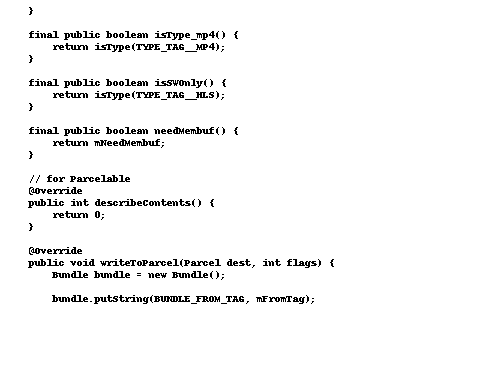 }
final public boolean isType_mp4() {
return isType(TYPE_TAG__MP4);
}
final public boolean isSWOnly() {
return isType(TYPE_TAG__HLS);
}
final public boolean needMembuf() {
return mNeedMembuf;
}
// for Parcelable
@Override
public int describeContents() {
return 0;
}
@Override
public void writeToParcel(Parcel dest, int flags) {
Bundle bundle = new Bundle();
bundle.putString(BUNDLE_FROM_TAG, mFromTag);